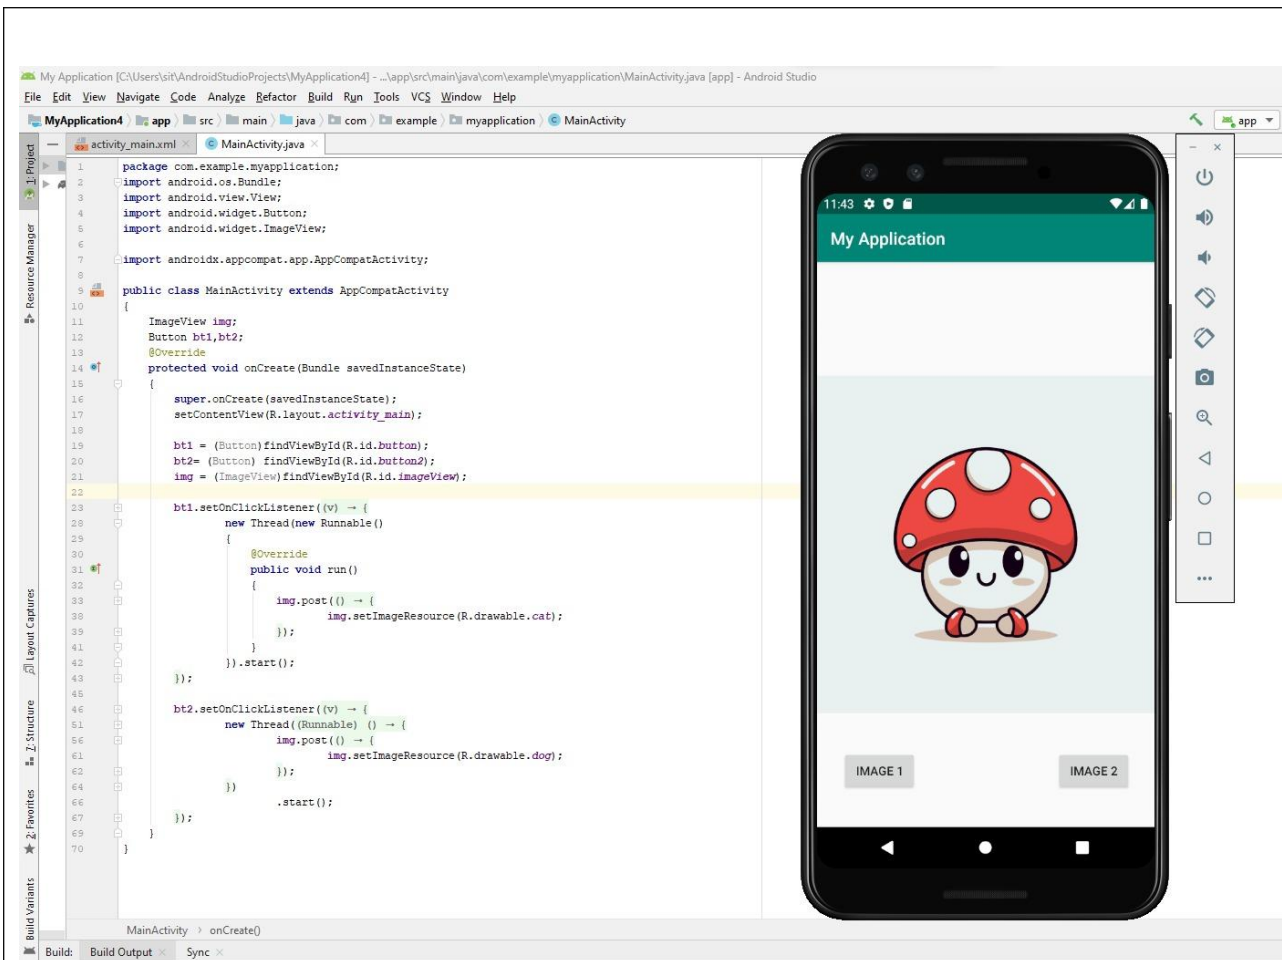 My Application [C:\Users\sit\AndroidStudioProjects\MyApplication4] - ...\app\src\main\java\com\example\myapplication\MainActivity.java [app] - Android Studio
File Edit View Navigate Code Analyze Refactor Build Run Tools VCS Window Help
MyApplication4 app src main java com example myapplication MainActivity app
activity_main.xml MainActivity.java
1: Project
Resource Manager
Layout Captures
7: Structure
2: Favorites
Build Variants
1 package com.example.myapplication;
2 import android.os.Bundle;
3 import android.view.View;
4 import android.widget.Button;
5 import android.widget.ImageView;
6
7 import androidx.appcompat.app.AppCompatActivity;
8
9 public class MainActivity extends AppCompatActivity
10 {
11 ImageView img;
12 Button bt1,bt2;
13 @Override
14 protected void onCreate(Bundle savedInstanceState)
15 {
16 super.onCreate(savedInstanceState);
17 setContentView(R.layout.activity_main);
18
19 bt1 = (Button)findViewById(R.id.button);
20 bt2= (Button) findViewById(R.id.button2);
21 img = (ImageView)findViewById(R.id.imageView);
22
23 bt1.setOnClickListener((v) → {
28 new Thread(new Runnable()
29 {
30 @Override
31 public void run()
32 {
33 img.post(() → {
38 img.setImageResource(R.drawable.cat);
39 });
41 }
42 }).start();
43 });
45
46 bt2.setOnClickListener((v) → {
51 new Thread((Runnable) () → {
56 img.post(() → {
61 img.setImageResource(R.drawable.dog);
62 });
64 })
66 .start();
67 });
69 }
70 }
MainActivity > onCreate()
Build: Build Output Sync
11:43
My Application
IMAGE 1 IMAGE 2